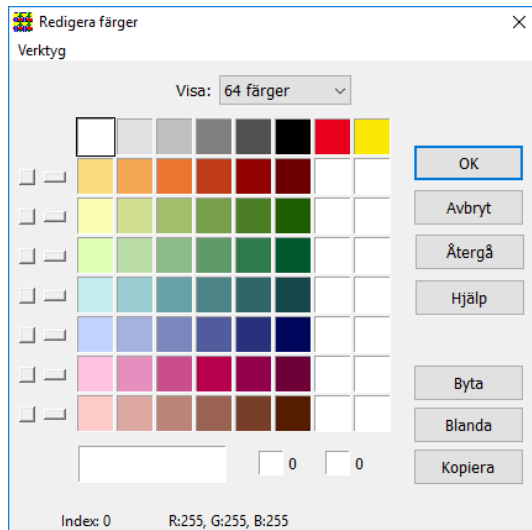 Redigera färger
Verktyg
Visa: 64 färger
OK
Avbryt
Återgå
Hjälp
Byta
Blanda
Kopiera
0 0
Index: 0 R:255, G:255, B:255